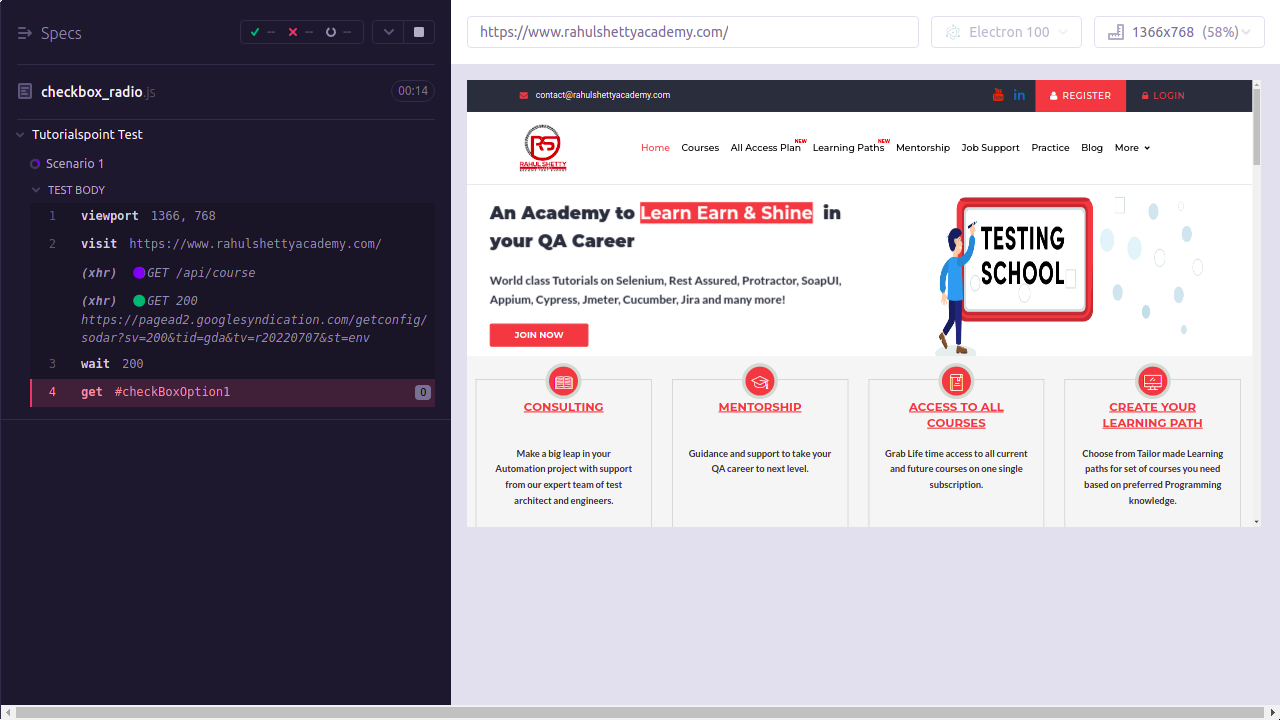 Specs
--
--
--
https://www.rahulshettyacademy.com/
Electron 100
1366x768 (58%)
checkbox_radio.js
00:14
Tutorialspoint Test
Scenario 1
TEST BODY
1 viewport 1366, 768
2 visit https://www.rahulshettyacademy.com/
(xhr) GET /api/course
(xhr) GET 200
https://pagead2.googlesyndication.com/getconfig/
sodar?sv=200&tid=gda&tv=r20220707&st=env
3 wait 200
4 get #checkBoxOption1 0
contact@rahulshettyacademy.com
You
in
REGISTER
LOGIN
RS
RAHUL SHETTY
Home
Courses
All Access Plan
NEW
Learning Paths
NEW
Mentorship
Job Support
Practice
Blog
More
An Academy to Learn Earn & Shine in
your QA Career
World class Tutorials on Selenium, Rest Assured, Protractor, SoapUI,
Appium, Cypress, Jmeter, Cucumber, Jira and many more!
JOIN NOW
TESTING
SCHOOL
CONSULTING
Make a big leap in your
Automation project with support
from our expert team of test
architect and engineers.
MENTORSHIP
Guidance and support to take your
QA career to next level.
ACCESS TO ALL
COURSES
Grab Life time access to all current
and future courses on one single
subscription.
CREATE YOUR
LEARNING PATH
Choose from Tailor made Learning
paths for set of courses you need
based on preferred Programming
knowledge.